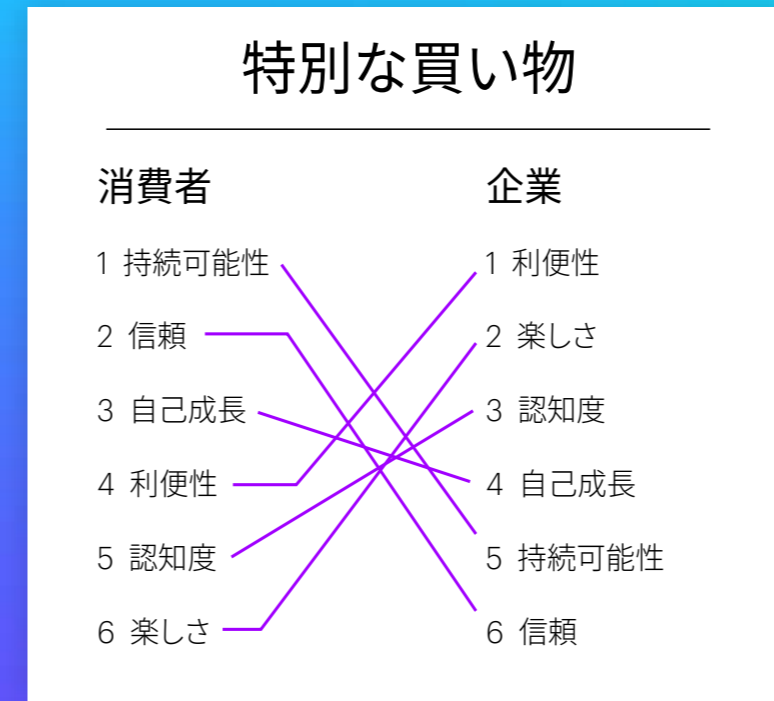 特別な買い物
消費者
1 持続可能性
2 信頼
3 自己成長
4 利便性
5 認知度
6 楽しさ
企業
1 利便性
2 楽しさ
3 認知度
4 自己成長
5 持続可能性
6 信頼